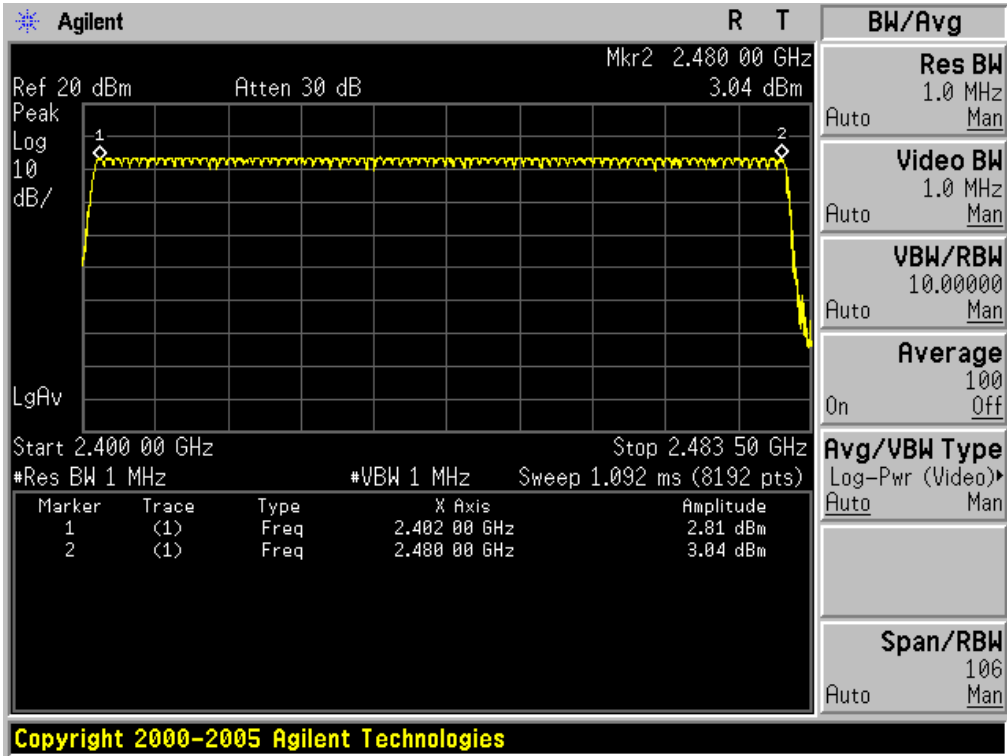 Agilent R T
Mkr2 2.480 00 GHz
Ref 20 dBm Atten 30 dB 3.04 dBm
Peak
Log
10
dB/
1 2
LgAv
Start 2.400 00 GHz Stop 2.483 50 GHz
#Res BW 1 MHz #VBW 1 MHz Sweep 1.092 ms (8192 pts)
Marker Trace Type X Axis Amplitude
1 (1) Freq 2.402 00 GHz 2.81 dBm
2 (1) Freq 2.480 00 GHz 3.04 dBm
BW/Avg
Res BW
1.0 MHz
Auto Man
Video BW
1.0 MHz
Auto Man
VBW/RBW
10.00000
Auto Man
Average
100
On Off
Avg/VBW Type
Log-Pwr (Video)
Auto Man
Span/RBW
106
Auto Man
Copyright 2000-2005 Agilent Technologies